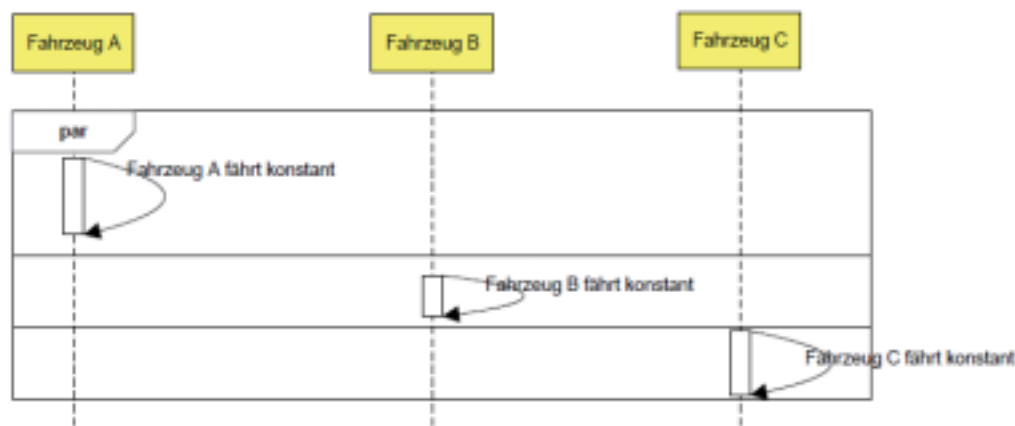 Fahrzeug A
Fahrzeug B
Fahrzeug C
par
Fahrzeug A fährt konstant
Fahrzeug B fährt konstant
Fahrzeug C fährt konstant